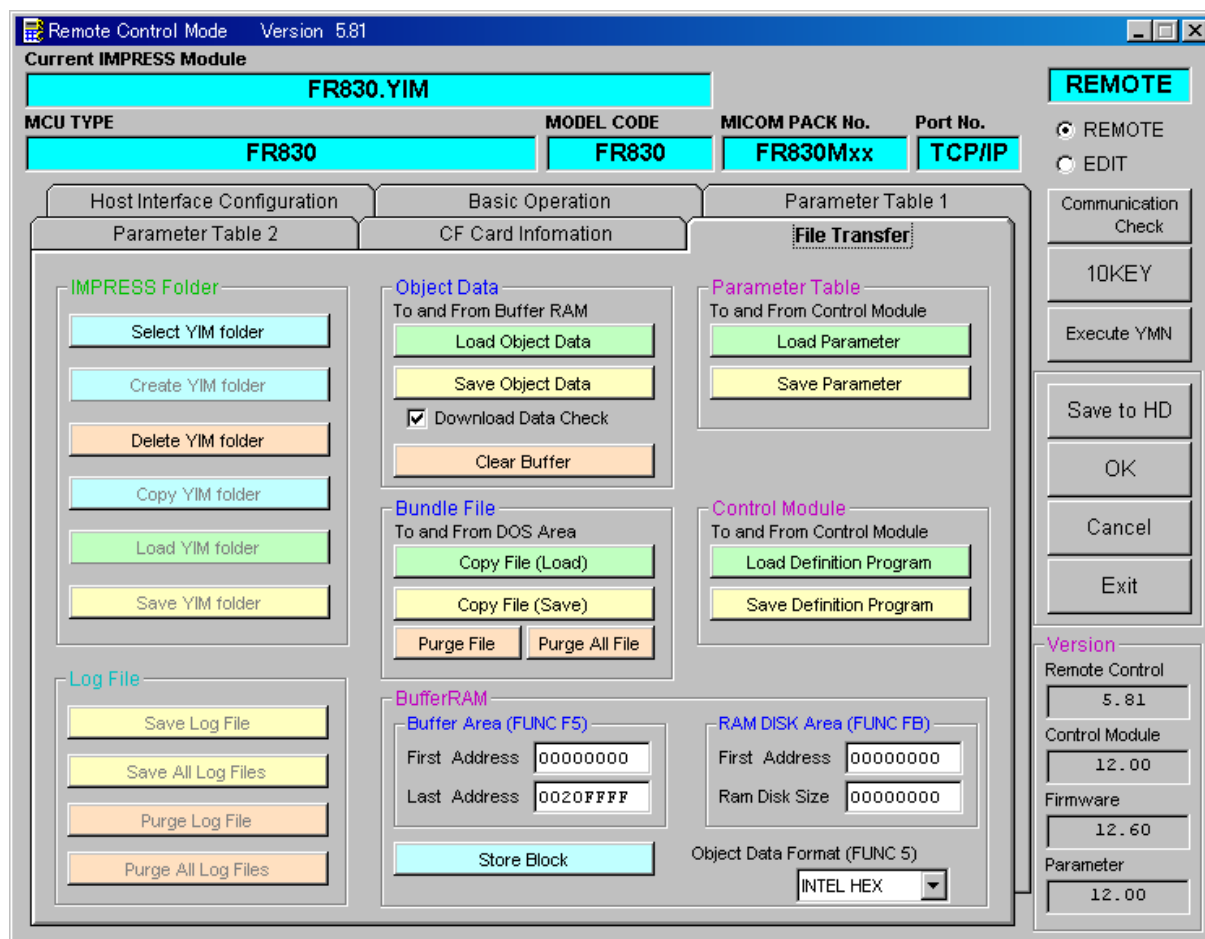 Remote Control Mode Version 5.81
Current IMPRESS Module
FR830.YIM
REMOTE
MCU TYPE MODEL CODE MICOM PACK No. Port No.
FR830 FR830 FR830Mxx TCP/IP
REMOTE
EDIT
Host Interface Configuration Basic Operation Parameter Table 1
Parameter Table 2 CF Card Infomation File Transfer
Communication
Check
10KEY
Execute YMN
Save to HD
OK
Cancel
Exit
IMPRESS Folder
Select YIM folder
Create YIM folder
Delete YIM folder
Copy YIM folder
Load YIM folder
Save YIM folder
Object Data
To and From Buffer RAM
Load Object Data
Save Object Data
Download Data Check
Clear Buffer
Parameter Table
To and From Control Module
Load Parameter
Save Parameter
Bundle File
To and From DOS Area
Copy File (Load)
Copy File (Save)
Purge File Purge All File
Control Module
To and From Control Module
Load Definition Program
Save Definition Program
Log File
Save Log File
Save All Log Files
Purge Log File
Purge All Log Files
BufferRAM
Buffer Area (FUNC F5)
First Address 00000000
Last Address 0020FFFF
RAM DISK Area (FUNC FB)
First Address 00000000
Ram Disk Size 00000000
Store Block
Object Data Format (FUNC 5)
INTEL HEX
Version
Remote Control
5.81
Control Module
12.00
Firmware
12.60
Parameter
12.00